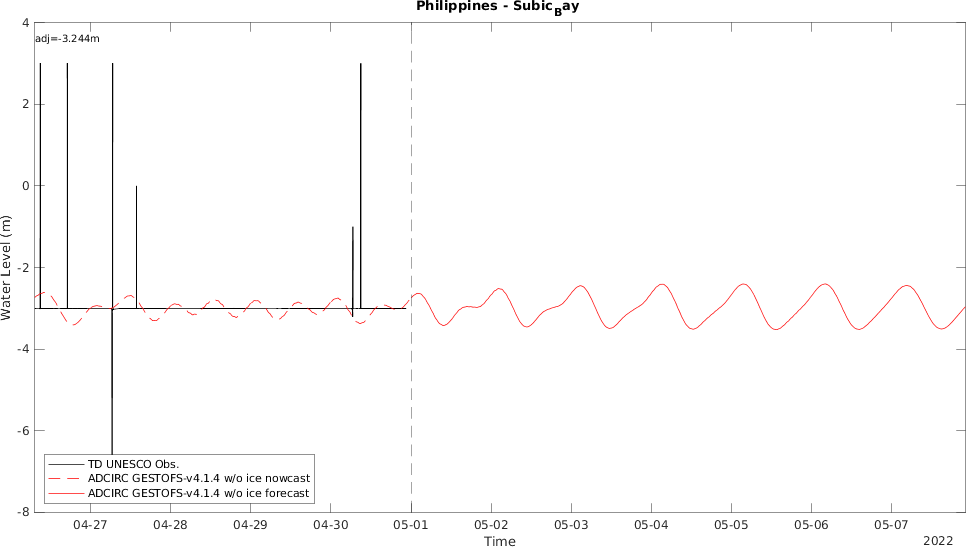 Philippines - Subic_Bay
adj=-3.244m
4
2
0
-2
-4
-6
-8
Water Level (m)
TD UNESCO Obs.
ADCIRC GESTOFS-v4.1.4 w/o ice nowcast
ADCIRC GESTOFS-v4.1.4 w/o ice forecast
04-27 04-28 04-29 04-30 05-01 05-02 05-03 05-04 05-05 05-06 05-07
Time
2022